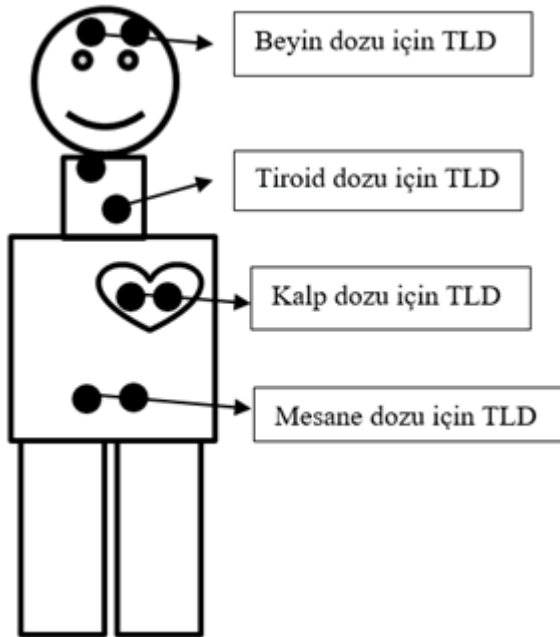 Beyin dozu için TLD
Tiroid dozu için TLD
Kalp dozu için TLD
Mesane dozu için TLD